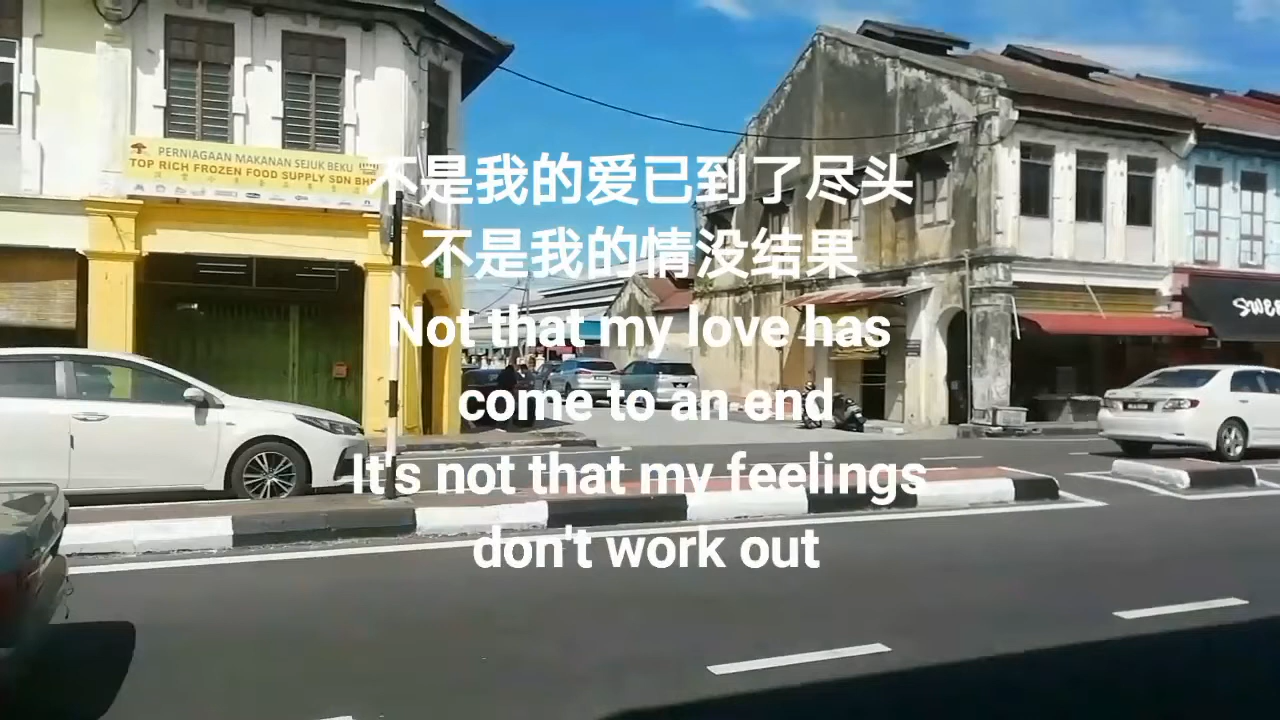 PERNIAGAAN MAKANAN SEJUK BEKU
TOP RICH FROZEN FOOD SUPPLY SDN BHD
不是我的爱已到了尽头
不是我的情没结果
Not that my love has
come to an end
It's not that my feelings
don't work out